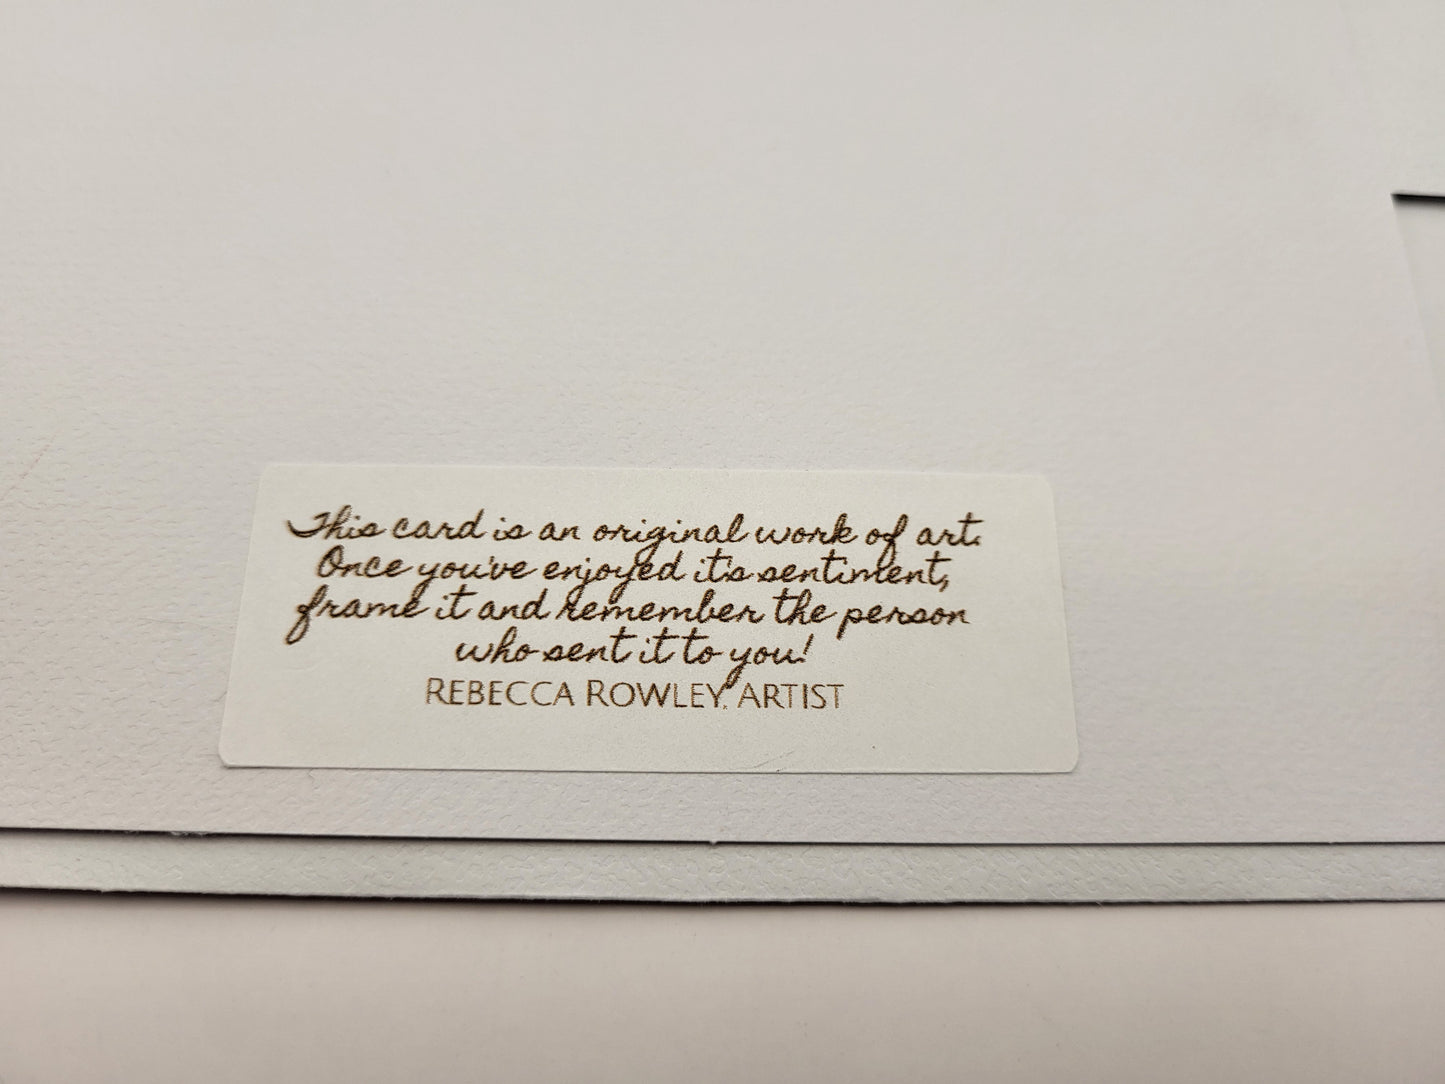 This card is an original work of art.
Once you've enjoyed it's sentiment,
frame it and remember the person
who sent it to you!
REBECCA ROWLEY, ARTIST